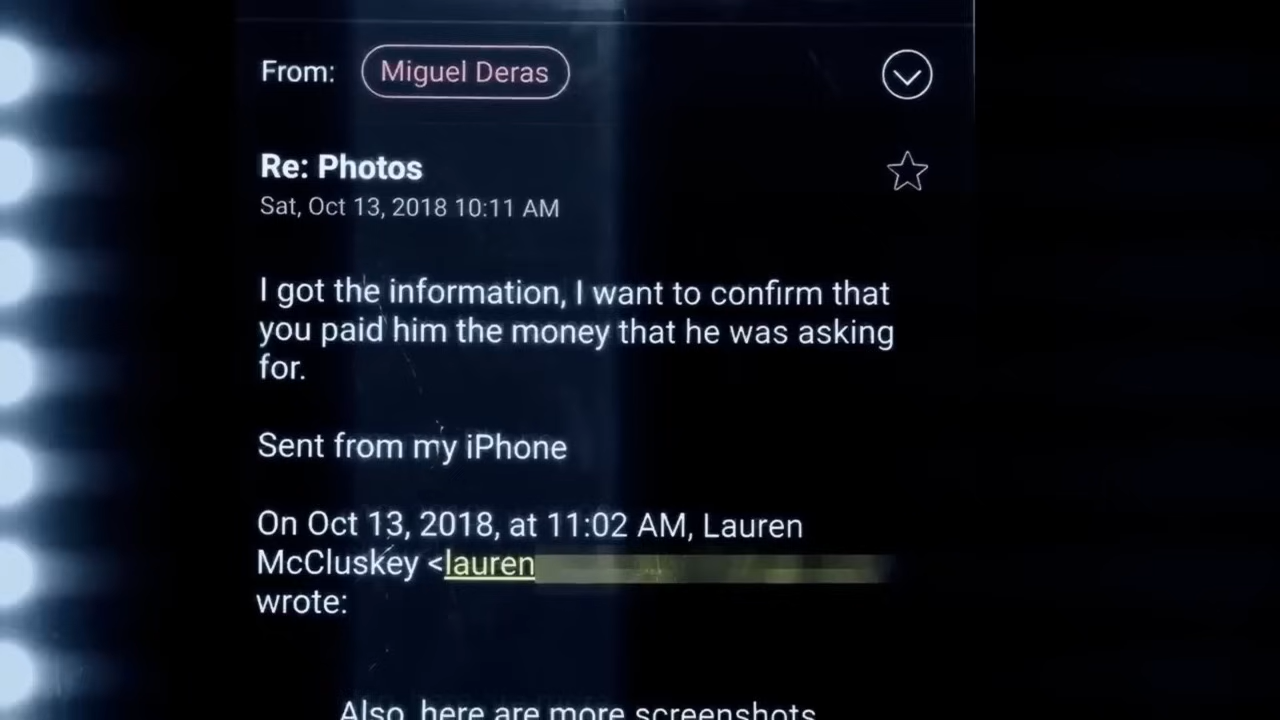 From: Miguel Deras
Re: Photos
Sat, Oct 13, 2018 10:11 AM
I got the information, I want to confirm that
you paid him the money that he was asking
for.
Sent from my iPhone
On Oct 13, 2018, at 11:02 AM, Lauren
McCluskey <lauren
wrote:
Also, here are more screenshots